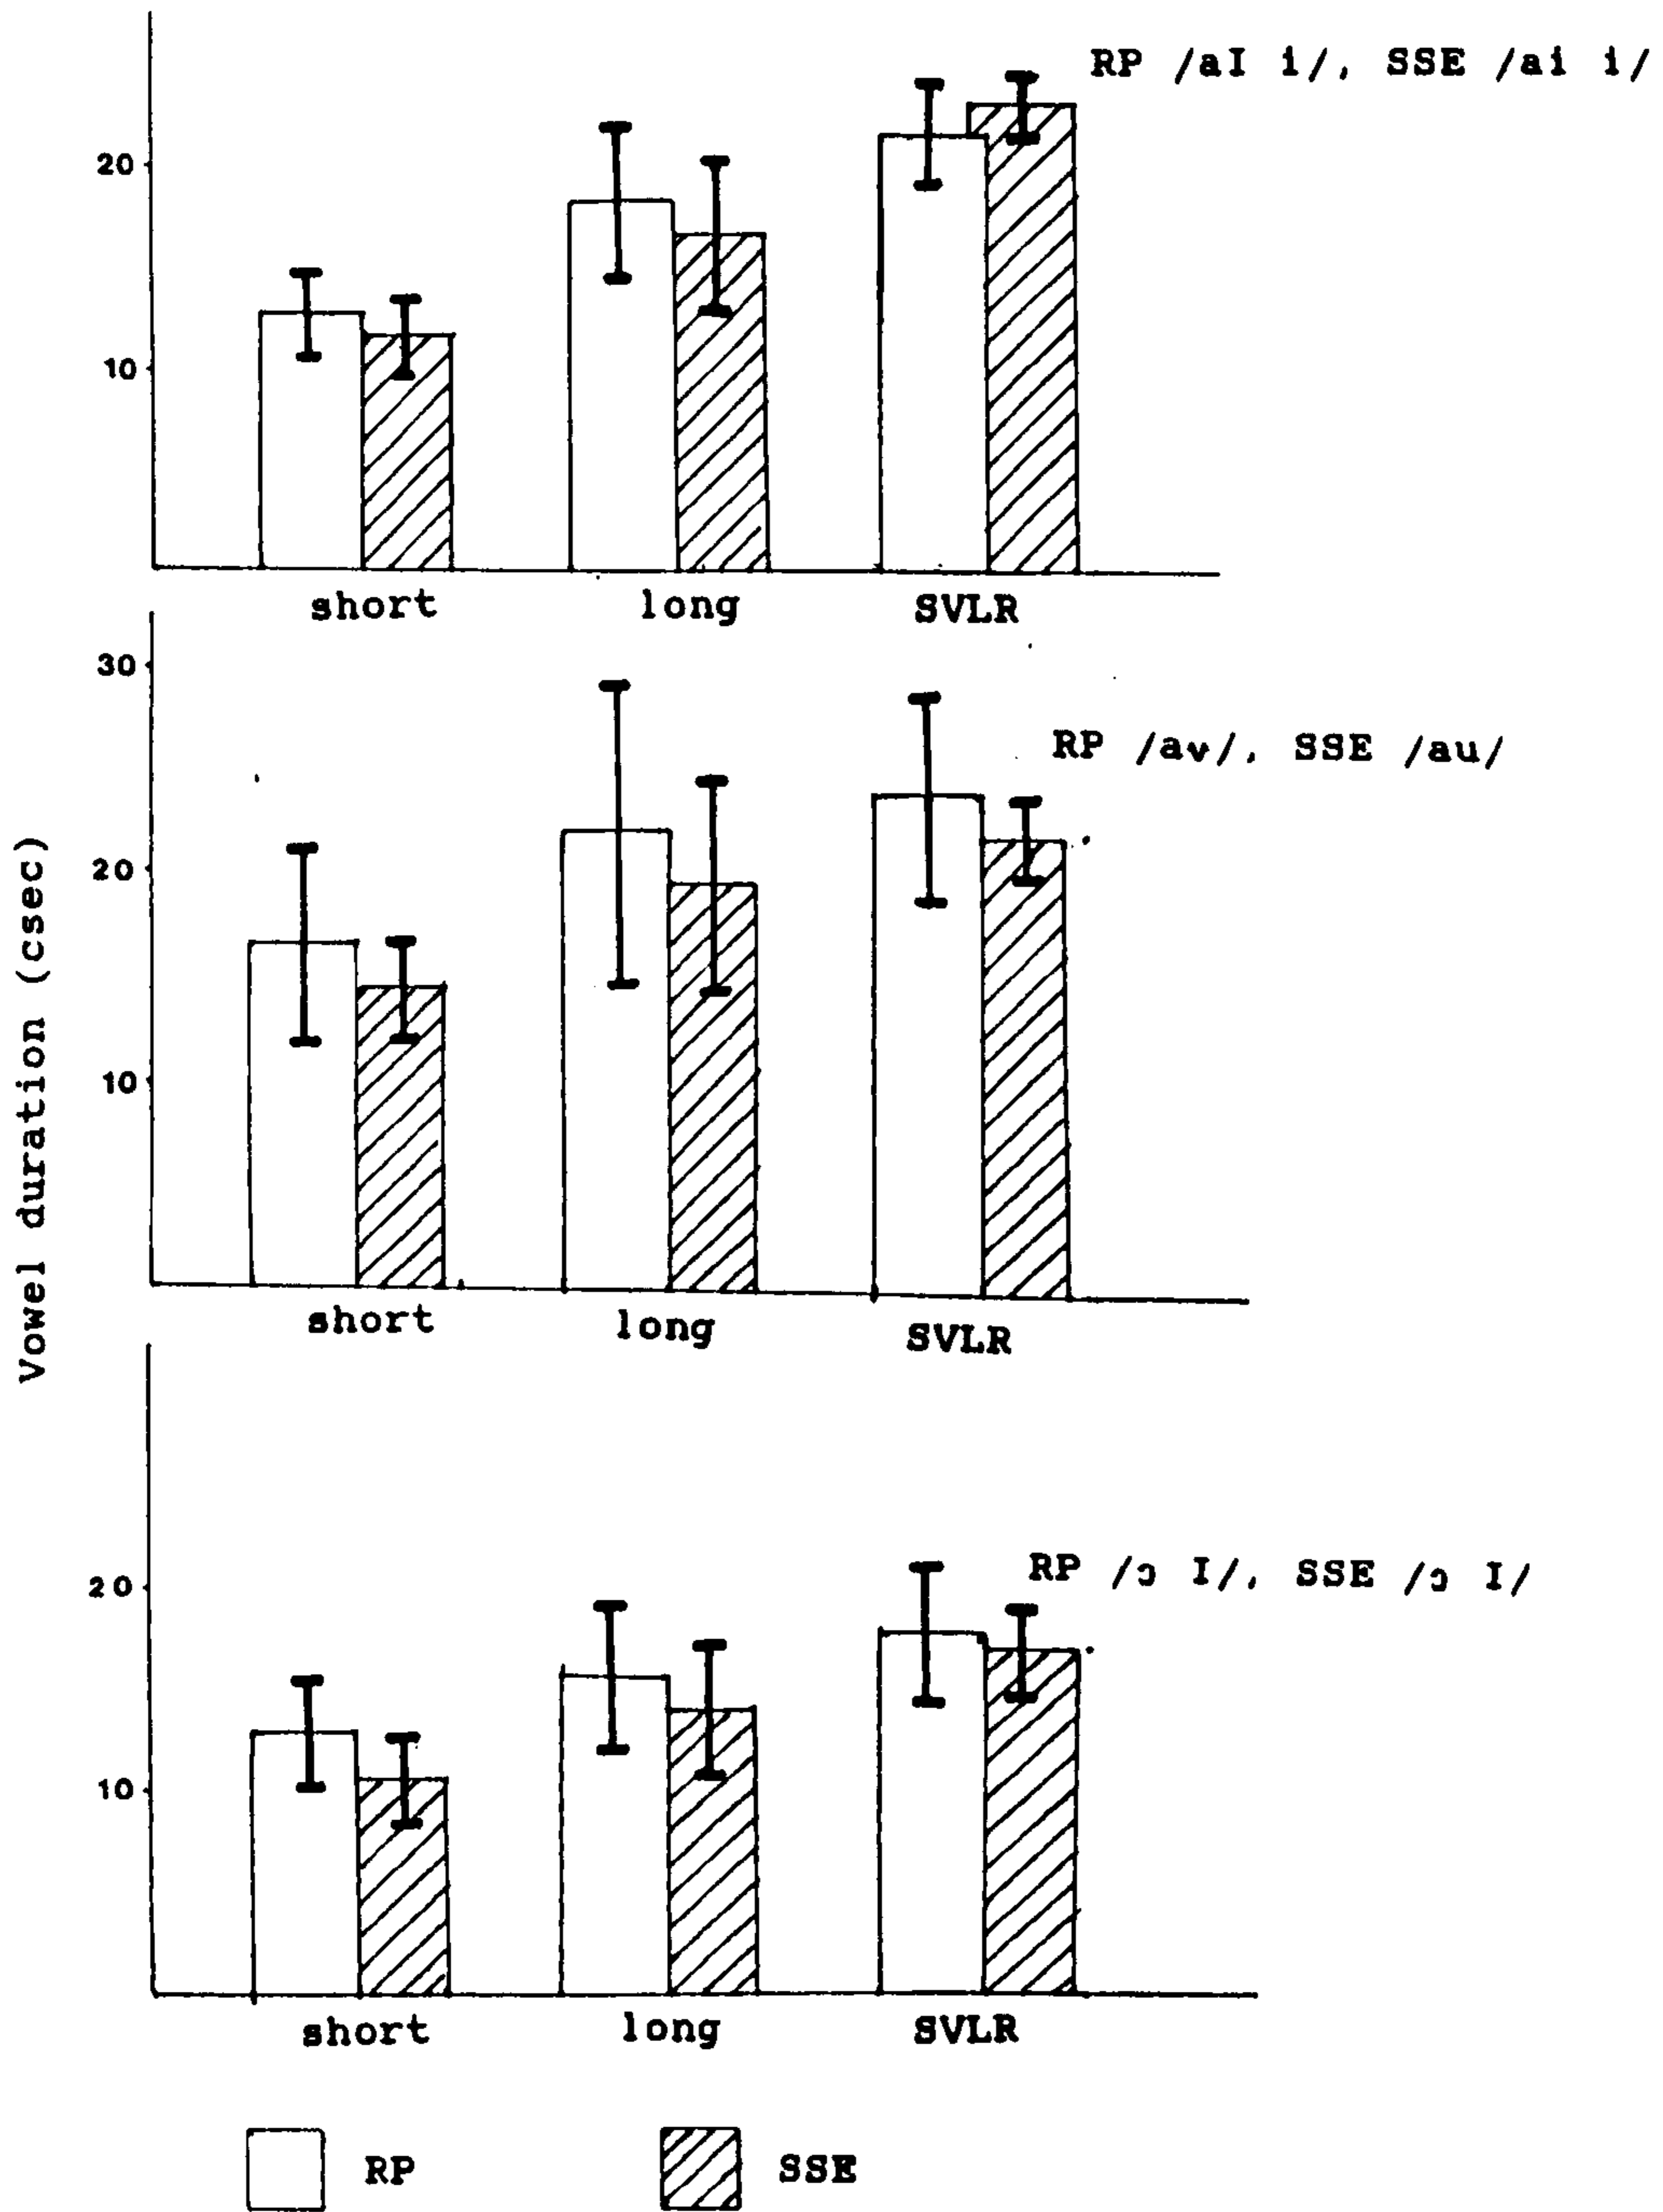 RP /aI i/, SSE /ai i/
20
10
short long SVLR
30
RP /av/, SSE /au/
20
10
short long SVLR
Vowel duration (csec)
RP /ɔ I/, SSE /ɔ I/
20
10
short long SVLR
RP SSE